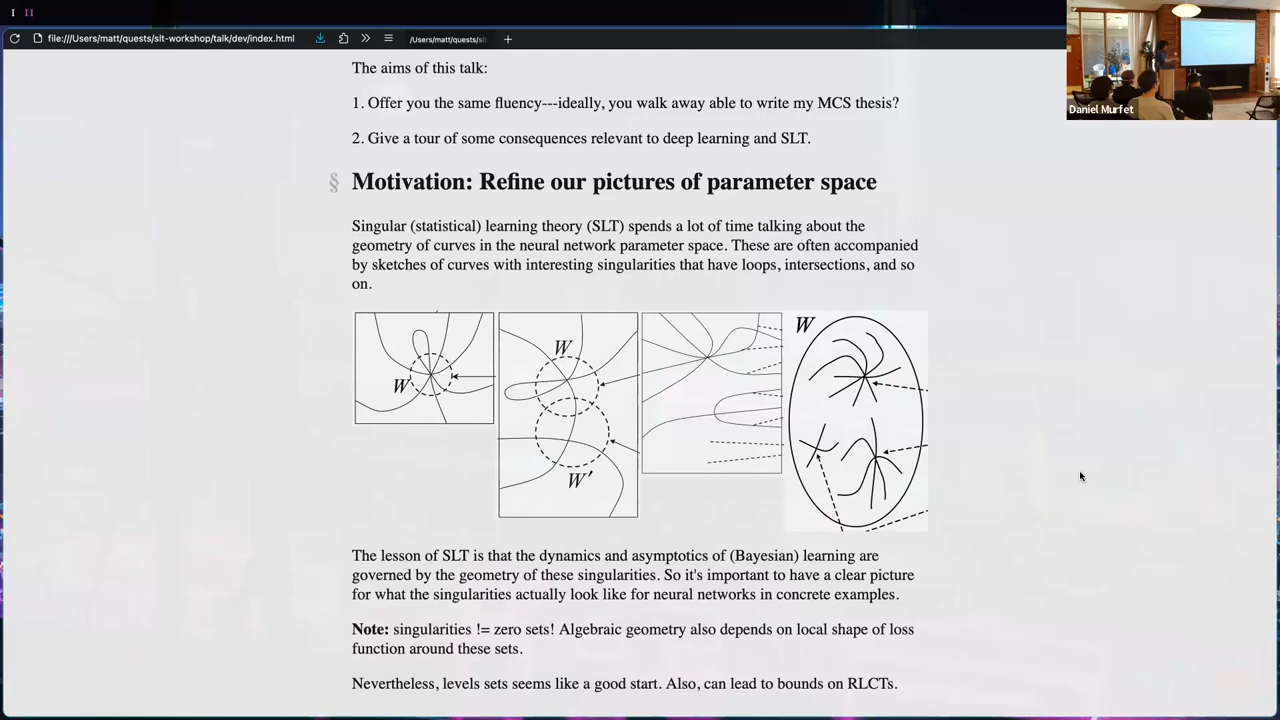 I II
file:///Users/matt/quests/slt-workshop/talk/dev/index.html
/Users/matt/quests/slt
Daniel Murfet
The aims of this talk:
1. Offer you the same fluency---ideally, you walk away able to write my MCS thesis?
2. Give a tour of some consequences relevant to deep learning and SLT.
§ Motivation: Refine our pictures of parameter space
Singular (statistical) learning theory (SLT) spends a lot of time talking about the
geometry of curves in the neural network parameter space. These are often accompanied
by sketches of curves with interesting singularities that have loops, intersections, and so
on.
W
W
W′
W
The lesson of SLT is that the dynamics and asymptotics of (Bayesian) learning are
governed by the geometry of these singularities. So it's important to have a clear picture
for what the singularities actually look like for neural networks in concrete examples.
Note: singularities != zero sets! Algebraic geometry also depends on local shape of loss
function around these sets.
Nevertheless, levels sets seems like a good start. Also, can lead to bounds on RLCTs.